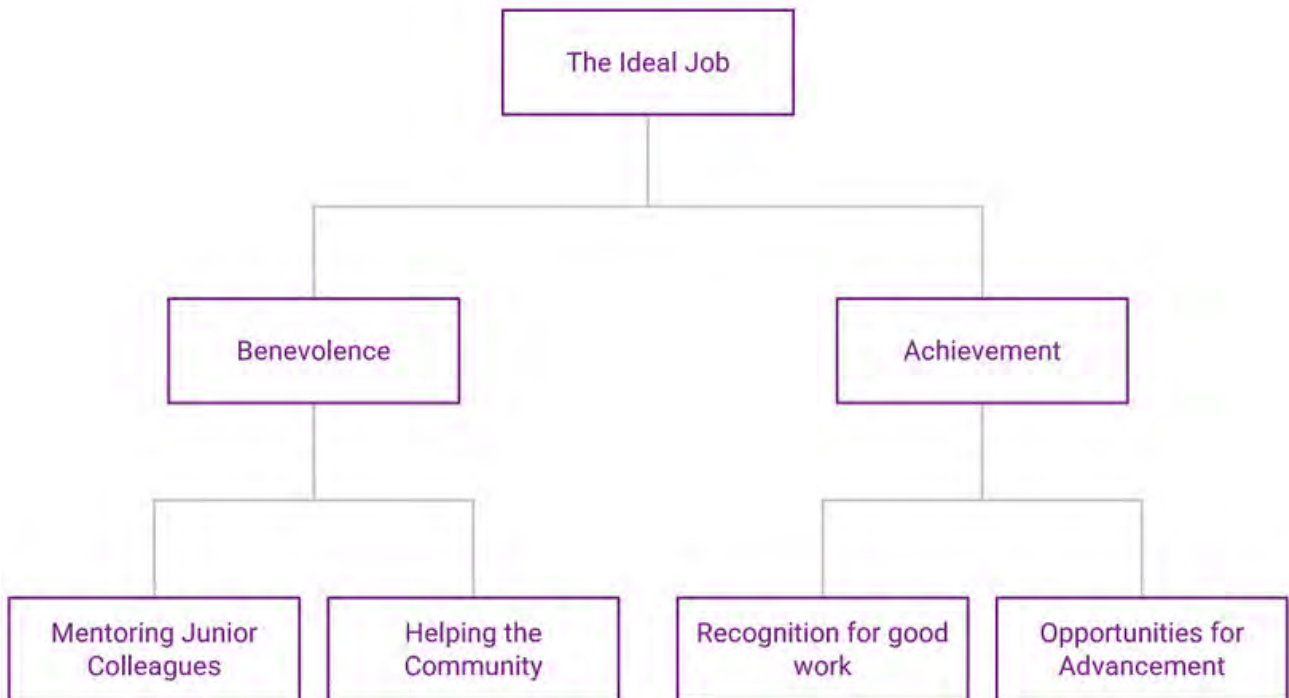 The Ideal Job
Benevolence
Achievement
Mentoring Junior
Colleagues
Helping the
Community
Recognition for good
work
Opportunities for
Advancement